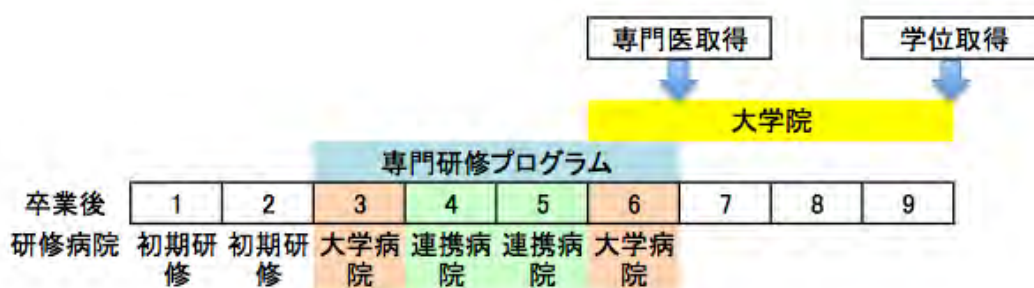 専門医取得 学位取得
大学院
専門研修プログラム
卒業後 1 2 3 4 5 6 7 8 9
研修病院 初期研修 初期研修 大学病院 連携病院 連携病院 大学病院